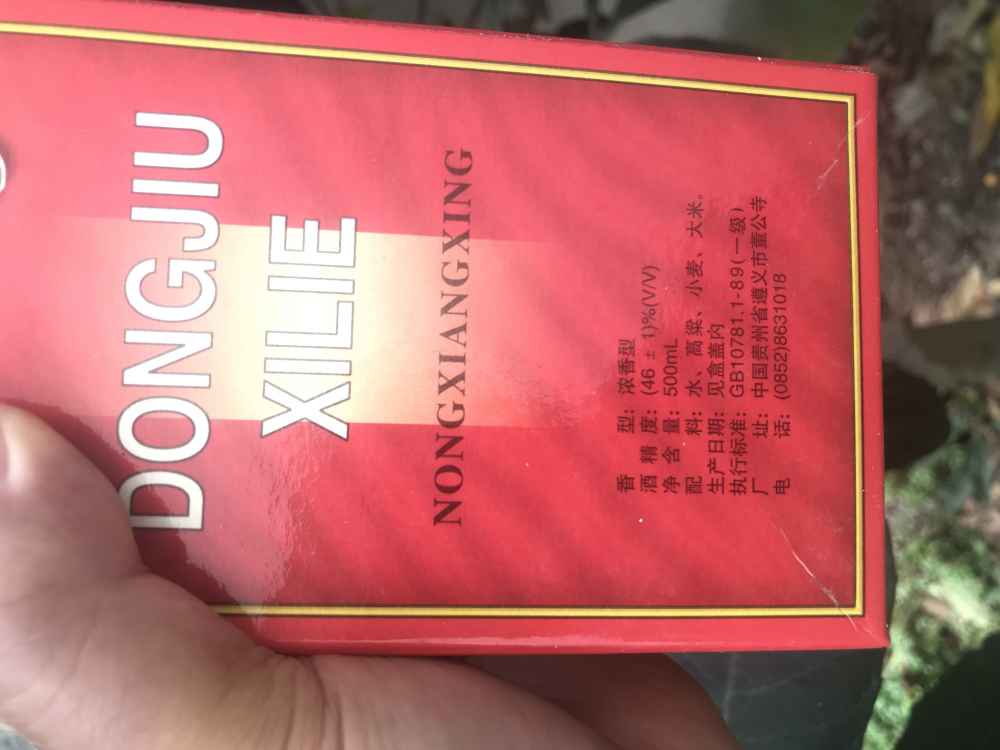 DONGJIU
XILIE
NONGXIANGXING
香 型: 浓香型
酒 精 度: (46 ± 1)%(V/V)
净 含 量: 500mL
配 料: 水、高粱、小麦、大米。
生产日期: 见盒盖内
执行标准: GB10781.1-89(一级)
厂 址: 中国贵州省遵义市董公寺
电 话: (0852)8631018